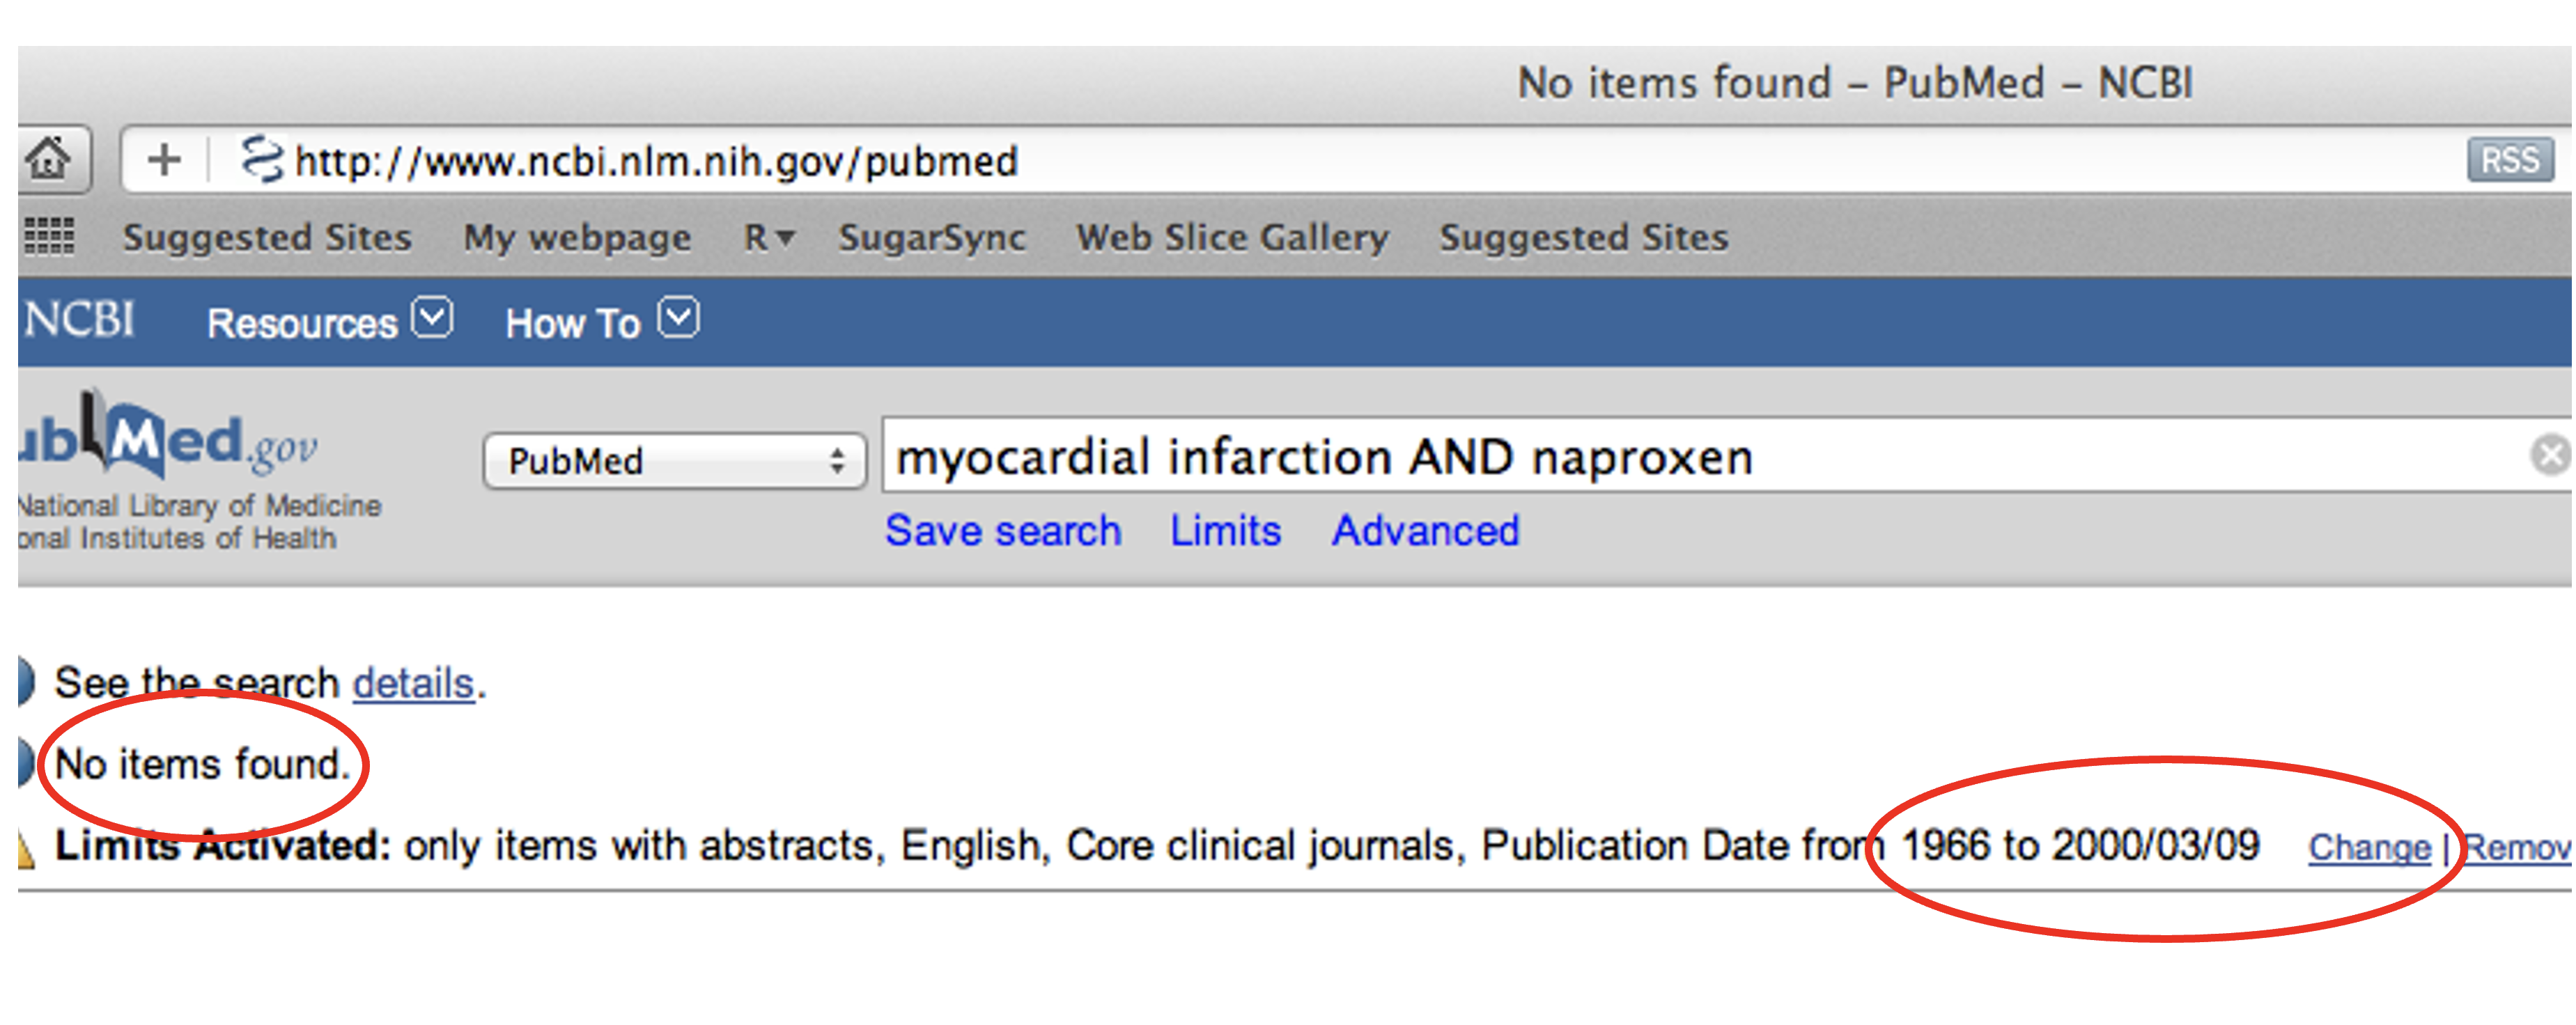 No items found – PubMed – NCBI
http://www.ncbi.nlm.nih.gov/pubmed RSS
Suggested Sites My webpage R SugarSync Web Slice Gallery Suggested Sites
NCBI Resources How To
ubMed.gov
PubMed
myocardial infarction AND naproxen
National Library of Medicine
onal Institutes of Health
Save search Limits Advanced
See the search details.
No items found.
Limits Activated: only items with abstracts, English, Core clinical journals, Publication Date from 1966 to 2000/03/09 Change | Remov